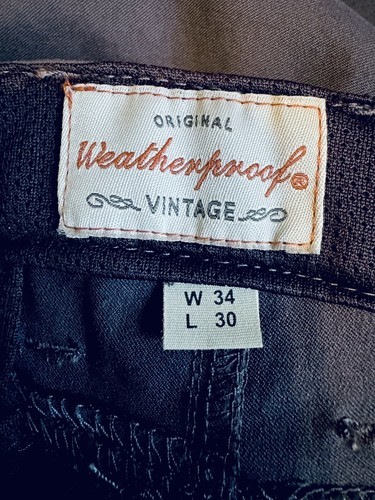 ORIGINAL
Weatherproof®
VINTAGE
W 34
L 30